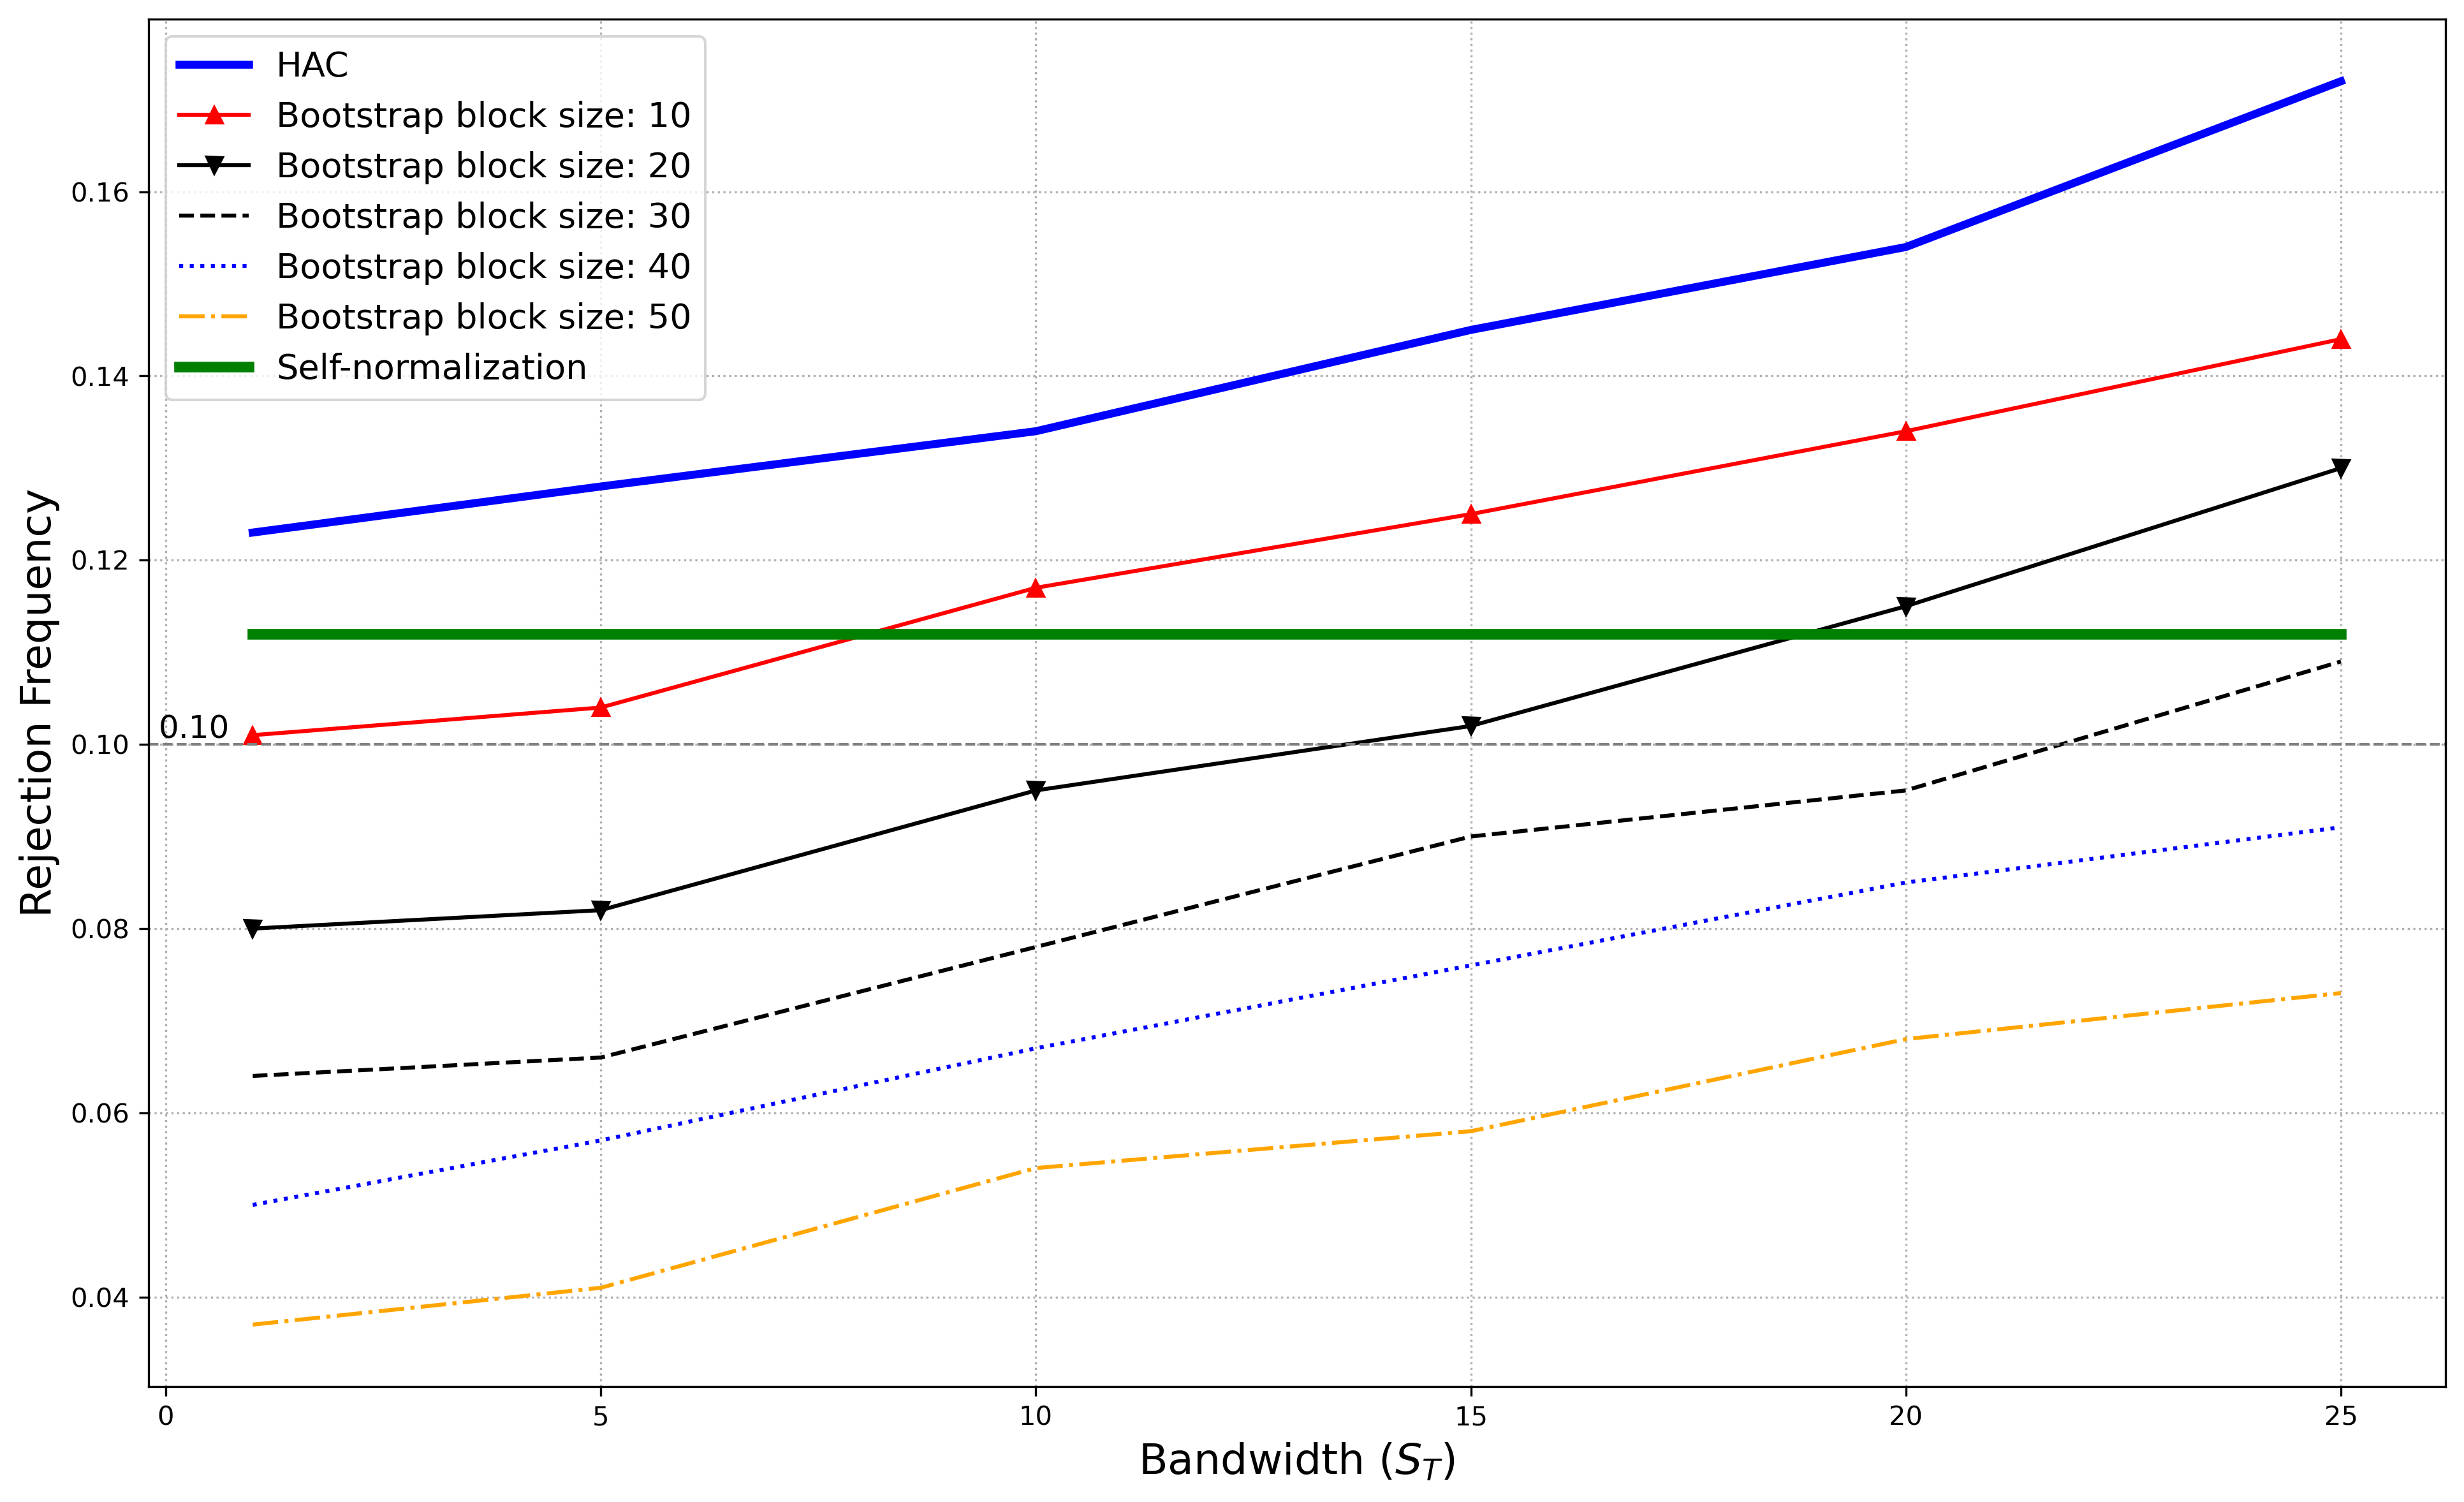 HAC
Bootstrap block size: 10
Bootstrap block size: 20
Bootstrap block size: 30
Bootstrap block size: 40
Bootstrap block size: 50
Self-normalization
Rejection Frequency
0.16
0.14
0.12
0.10
0.10
0.08
0.06
0.04
0 5 10 15 20 25
Bandwidth (S_T)